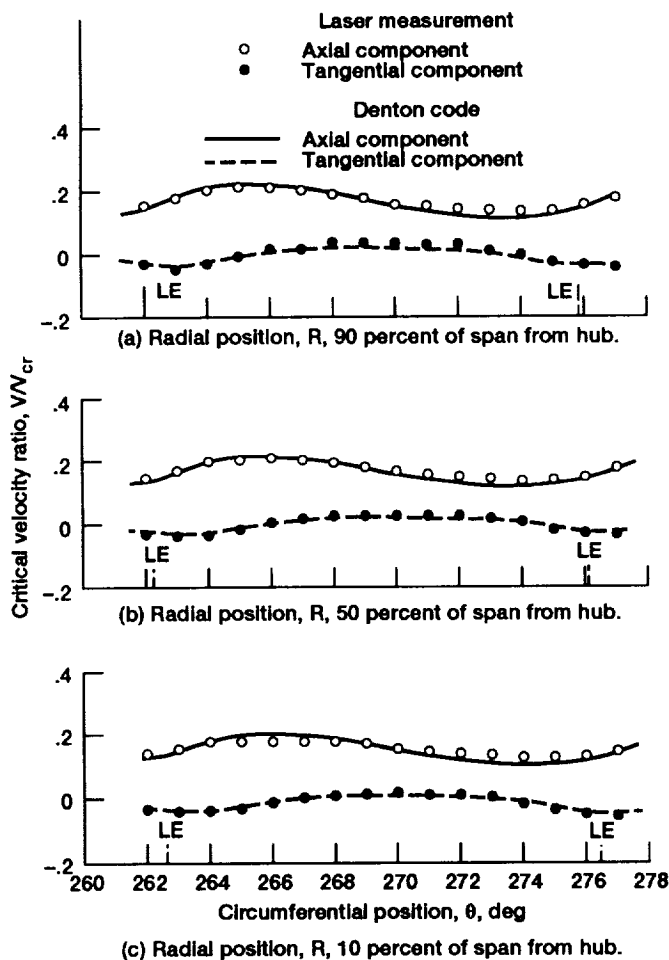 Laser measurement
Axial component
Tangential component
Denton code
Axial component
Tangential component
.4
.2
0
-.2
LE
LE
(a) Radial position, R, 90 percent of span from hub.
Critical velocity ratio, V/Vcr
.4
.2
0
-.2
LE
LE
(b) Radial position, R, 50 percent of span from hub.
.4
.2
0
-.2
LE
LE
260 262 264 266 268 270 272 274 276 278
Circumferential position, θ, deg
(c) Radial position, R, 10 percent of span from hub.